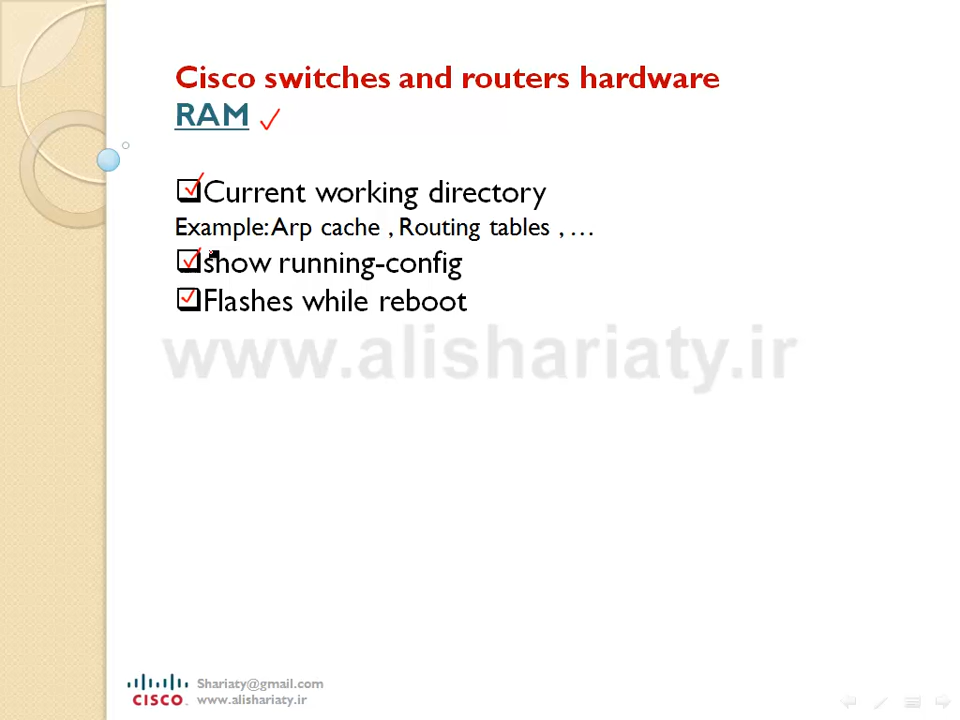 Cisco switches and routers hardware
RAM
Current working directory
Example: Arp cache , Routing tables , …
show running-config
Flashes while reboot
www.alishariaty.ir
Shariaty@gmail.com
CISCO www.alishariaty.ir